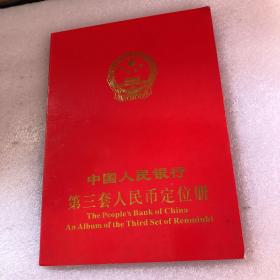 中国人民银行
第三套人民币定位册
The People's Bank of China
An Album of the Third Set of Renminbi